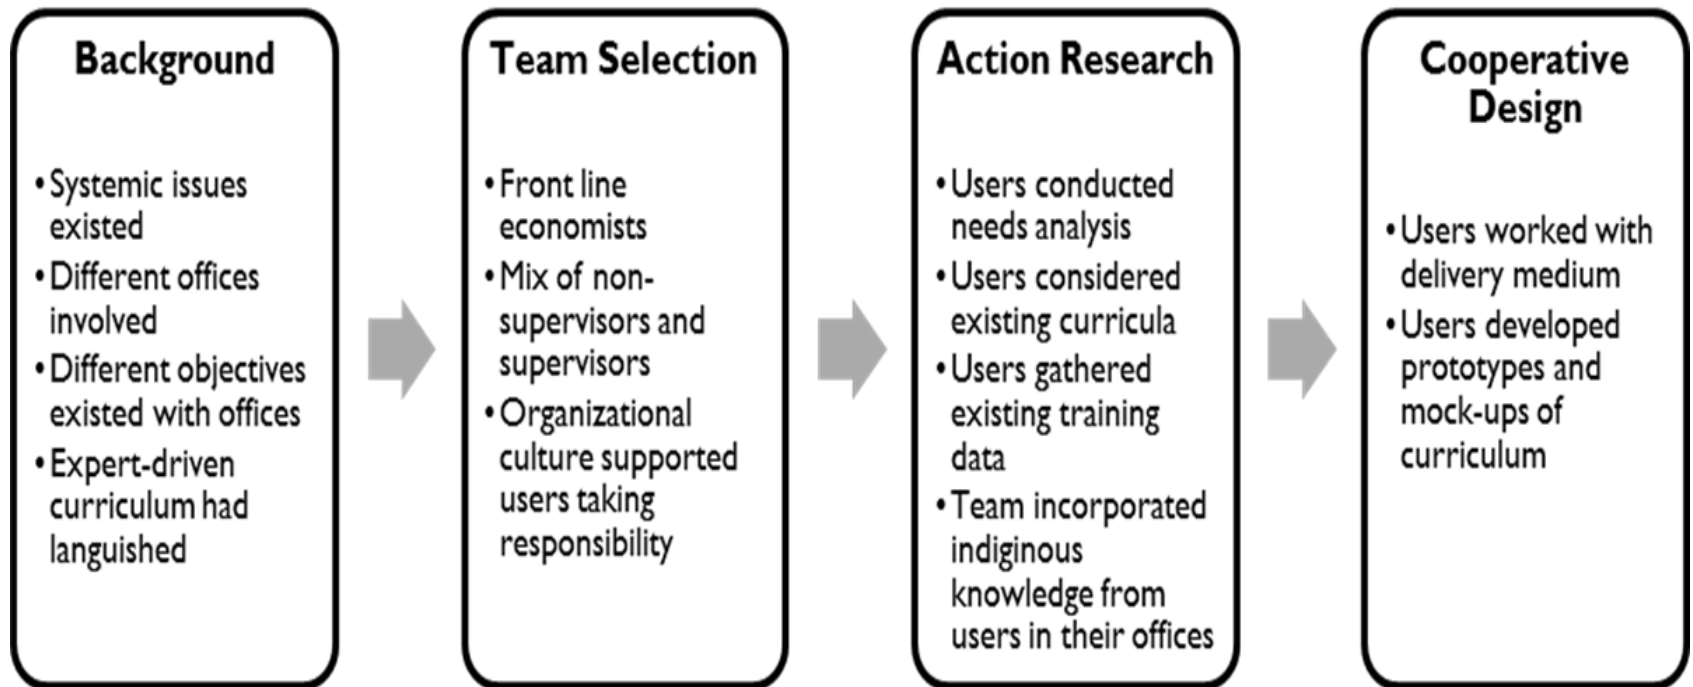 Background
•Systemic issues
existed
•Different offices
involved
•Different objectives
existed with offices
•Expert-driven
curriculum had
languished
Team Selection
•Front line
economists
•Mix of non-
supervisors and
supervisors
•Organizational
culture supported
users taking
responsibility
Action Research
•Users conducted
needs analysis
•Users considered
existing curricula
•Users gathered
existing training
data
•Team incorporated
indiginous
knowledge from
users in their offices
Cooperative
Design
•Users worked with
delivery medium
•Users developed
prototypes and
mock-ups of
curriculum